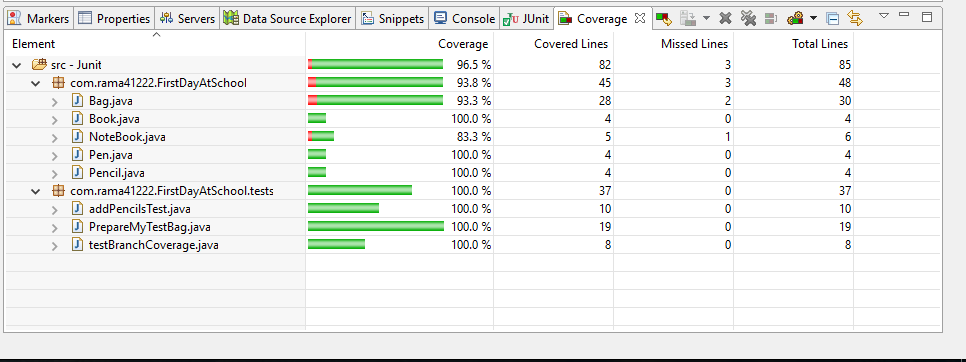 Markers Properties Servers Data Source Explorer Snippets Console JUnit Coverage
Element Coverage Covered Lines Missed Lines Total Lines
src - Junit 96.5 % 82 3 85
com.rama41222.FirstDayAtSchool 93.8 % 45 3 48
Bag.java 93.3 % 28 2 30
Book.java 100.0 % 4 0 4
NoteBook.java 83.3 % 5 1 6
Pen.java 100.0 % 4 0 4
Pencil.java 100.0 % 4 0 4
com.rama41222.FirstDayAtSchool.tests 100.0 % 37 0 37
addPencilsTest.java 100.0 % 10 0 10
PrepareMyTestBag.java 100.0 % 19 0 19
testBranchCoverage.java 100.0 % 8 0 8